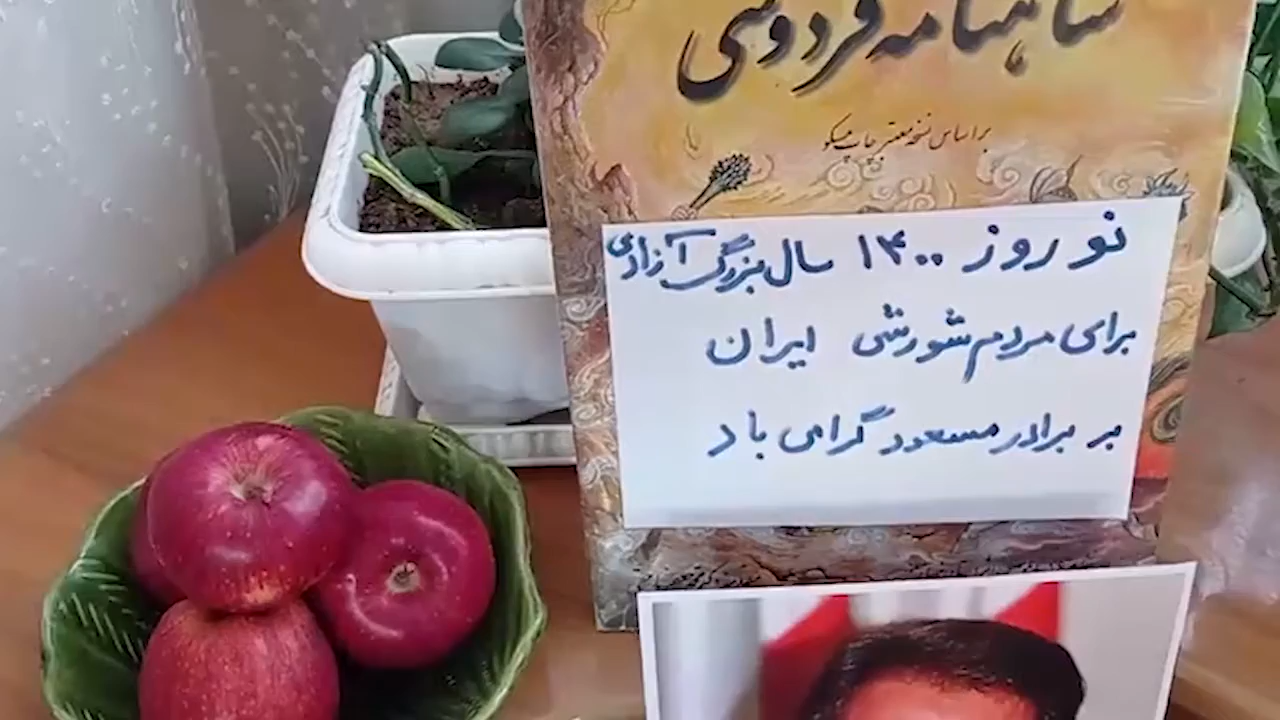 شاهنامه فردوسی
بر اساس نسخه معتبر چاپ مسکو
نوروز ۱۴۰۰ سال بزرگ آزادی
برای مردم شورشی ایران
بر برادر مسعود گرامی باد